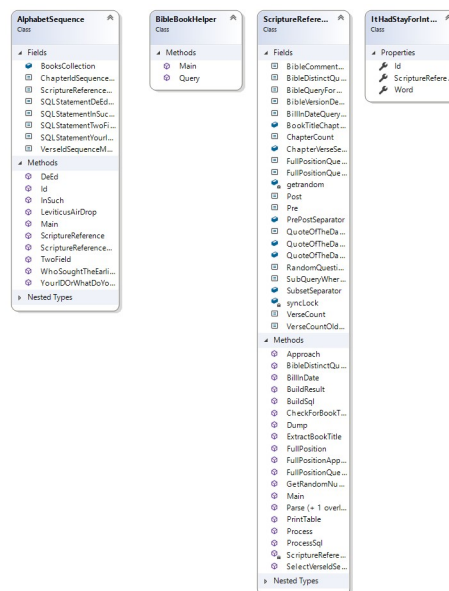 AlphabetSequence
Class
Fields
BooksCollection
ChapterIdSequence...
ScriptureReference...
SQLStatementDeEd...
SQLStatementInSuc...
SQLStatementTwoFi...
SQLStatementYourI...
VerseIdSequenceM...
Methods
DeEd
Id
InSuch
LeviticusAirDrop
Main
ScriptureReference
ScriptureReference...
TwoField
WhoSoughtTheEarli...
YourIDOrWhatDoYo...
Nested Types
BibleBookHelper
Class
Methods
Main
Query
ScriptureRefere...
Class
Fields
BibleComment...
BibleDistinctQu...
BibleQueryFor...
BibleVersionDe...
BillInDateQuery...
BookTitleChapt...
ChapterCount
ChapterVerseSe...
FullPositionQue...
FullPositionQue...
getrandom
Post
Pre
PrePostSeparator
QuoteOfTheDa...
QuoteOfTheDa...
QuoteOfTheDa...
RandomQuesti...
SubQueryWher...
SubsetSeparator
syncLock
VerseCount
VerseCountOld...
Methods
Approach
BibleDistinctQu...
BillInDate
BuildResult
BuildSql
CheckForBookT...
Dump
ExtractBookTitle
FullPosition
FullPositionApp...
FullPositionQue...
GetRandomNu...
Main
Parse (+ 1 overl...
PrintTable
Process
ProcessSql
ScriptureRefere...
SelectVerseIdSe...
Nested Types
ItHadStayForInt...
Class
Properties
Id
ScriptureRefere
Word